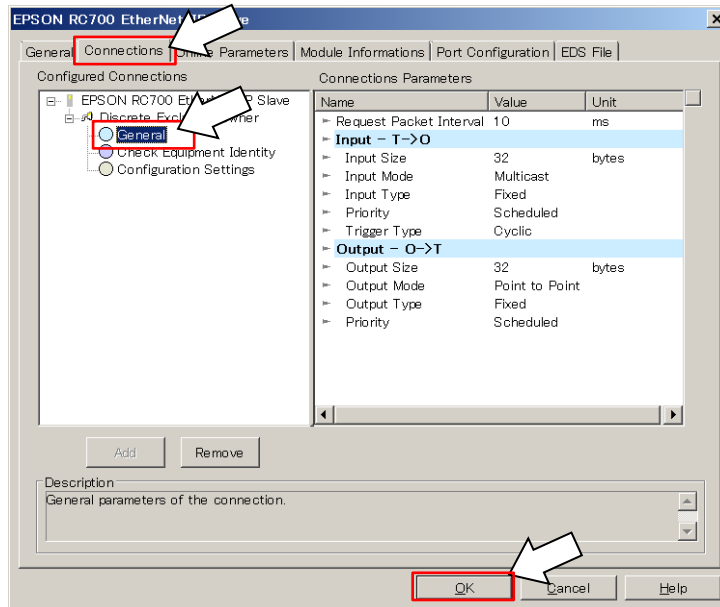 EPSON RC700 EtherNet
General Connections Parameters Module Informations Port Configuration EDS File
Configured Connections
Connections Parameters
EPSON RC700 P Slave
Discrete
General
Check Equipment Identity
Configuration Settings
Name Value Unit
Request Packet Interval 10 ms
Input - T->O
Input Size 32 bytes
Input Mode Multicast
Input Type Fixed
Priority Scheduled
Trigger Type Cyclic
Output - O->T
Output Size 32 bytes
Output Mode Point to Point
Output Type Fixed
Priority Scheduled
Add Remove
Description
General parameters of the connection.
OK Cancel Help